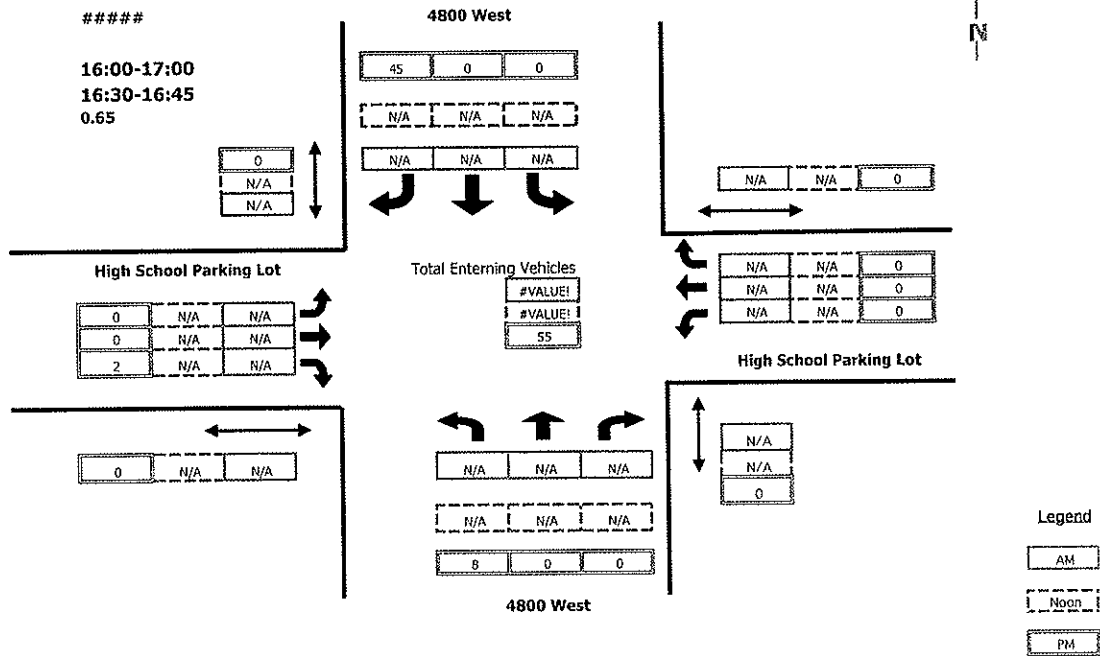 #####
4800 West
N
16:00-17:00
16:30-16:45
0.65
45 0 0
N/A N/A N/A
N/A N/A N/A
0
N/A
N/A
N/A N/A 0
High School Parking Lot
Total Enterning Vehicles
#VALUE!
#VALUE!
55
0 N/A N/A
0 N/A N/A
2 N/A N/A
N/A N/A 0
N/A N/A 0
N/A N/A 0
High School Parking Lot
0 N/A N/A
N/A N/A N/A
N/A N/A N/A
8 0 0
N/A
N/A
0
4800 West
Legend
AM
Noon
PM